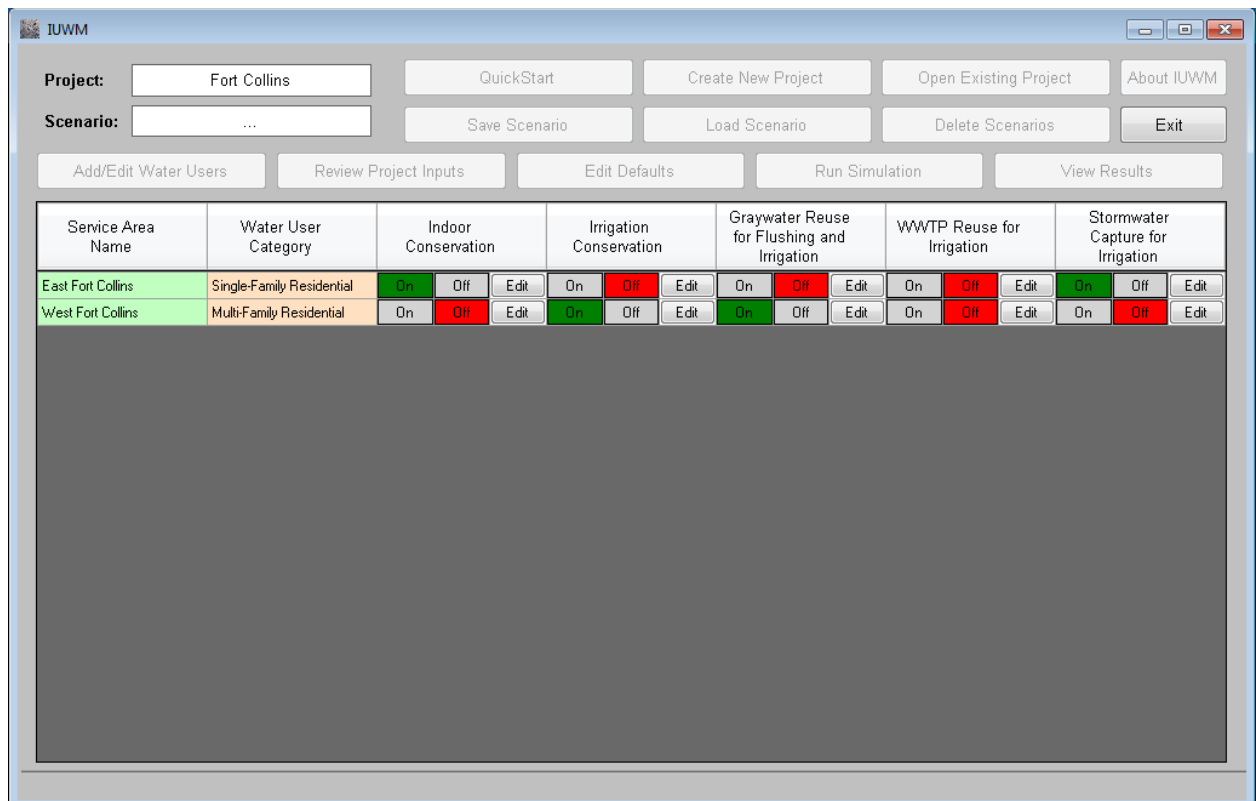 IUWM
Project: Fort Collins QuickStart Create New Project Open Existing Project About IUWM
Scenario: ... Save Scenario Load Scenario Delete Scenarios Exit
Add/Edit Water Users Review Project Inputs Edit Defaults Run Simulation View Results
Service Area
Name
Water User
Category
Indoor
Conservation
Irrigation
Conservation
Graywater Reuse
for Flushing and
Irrigation
WWTP Reuse for
Irrigation
Stormwater
Capture for
Irrigation
East Fort Collins Single-Family Residential On Off Edit On Off Edit On Off Edit On Off Edit On Off Edit
West Fort Collins Multi-Family Residential On Off Edit On Off Edit On Off Edit On Off Edit On Off Edit